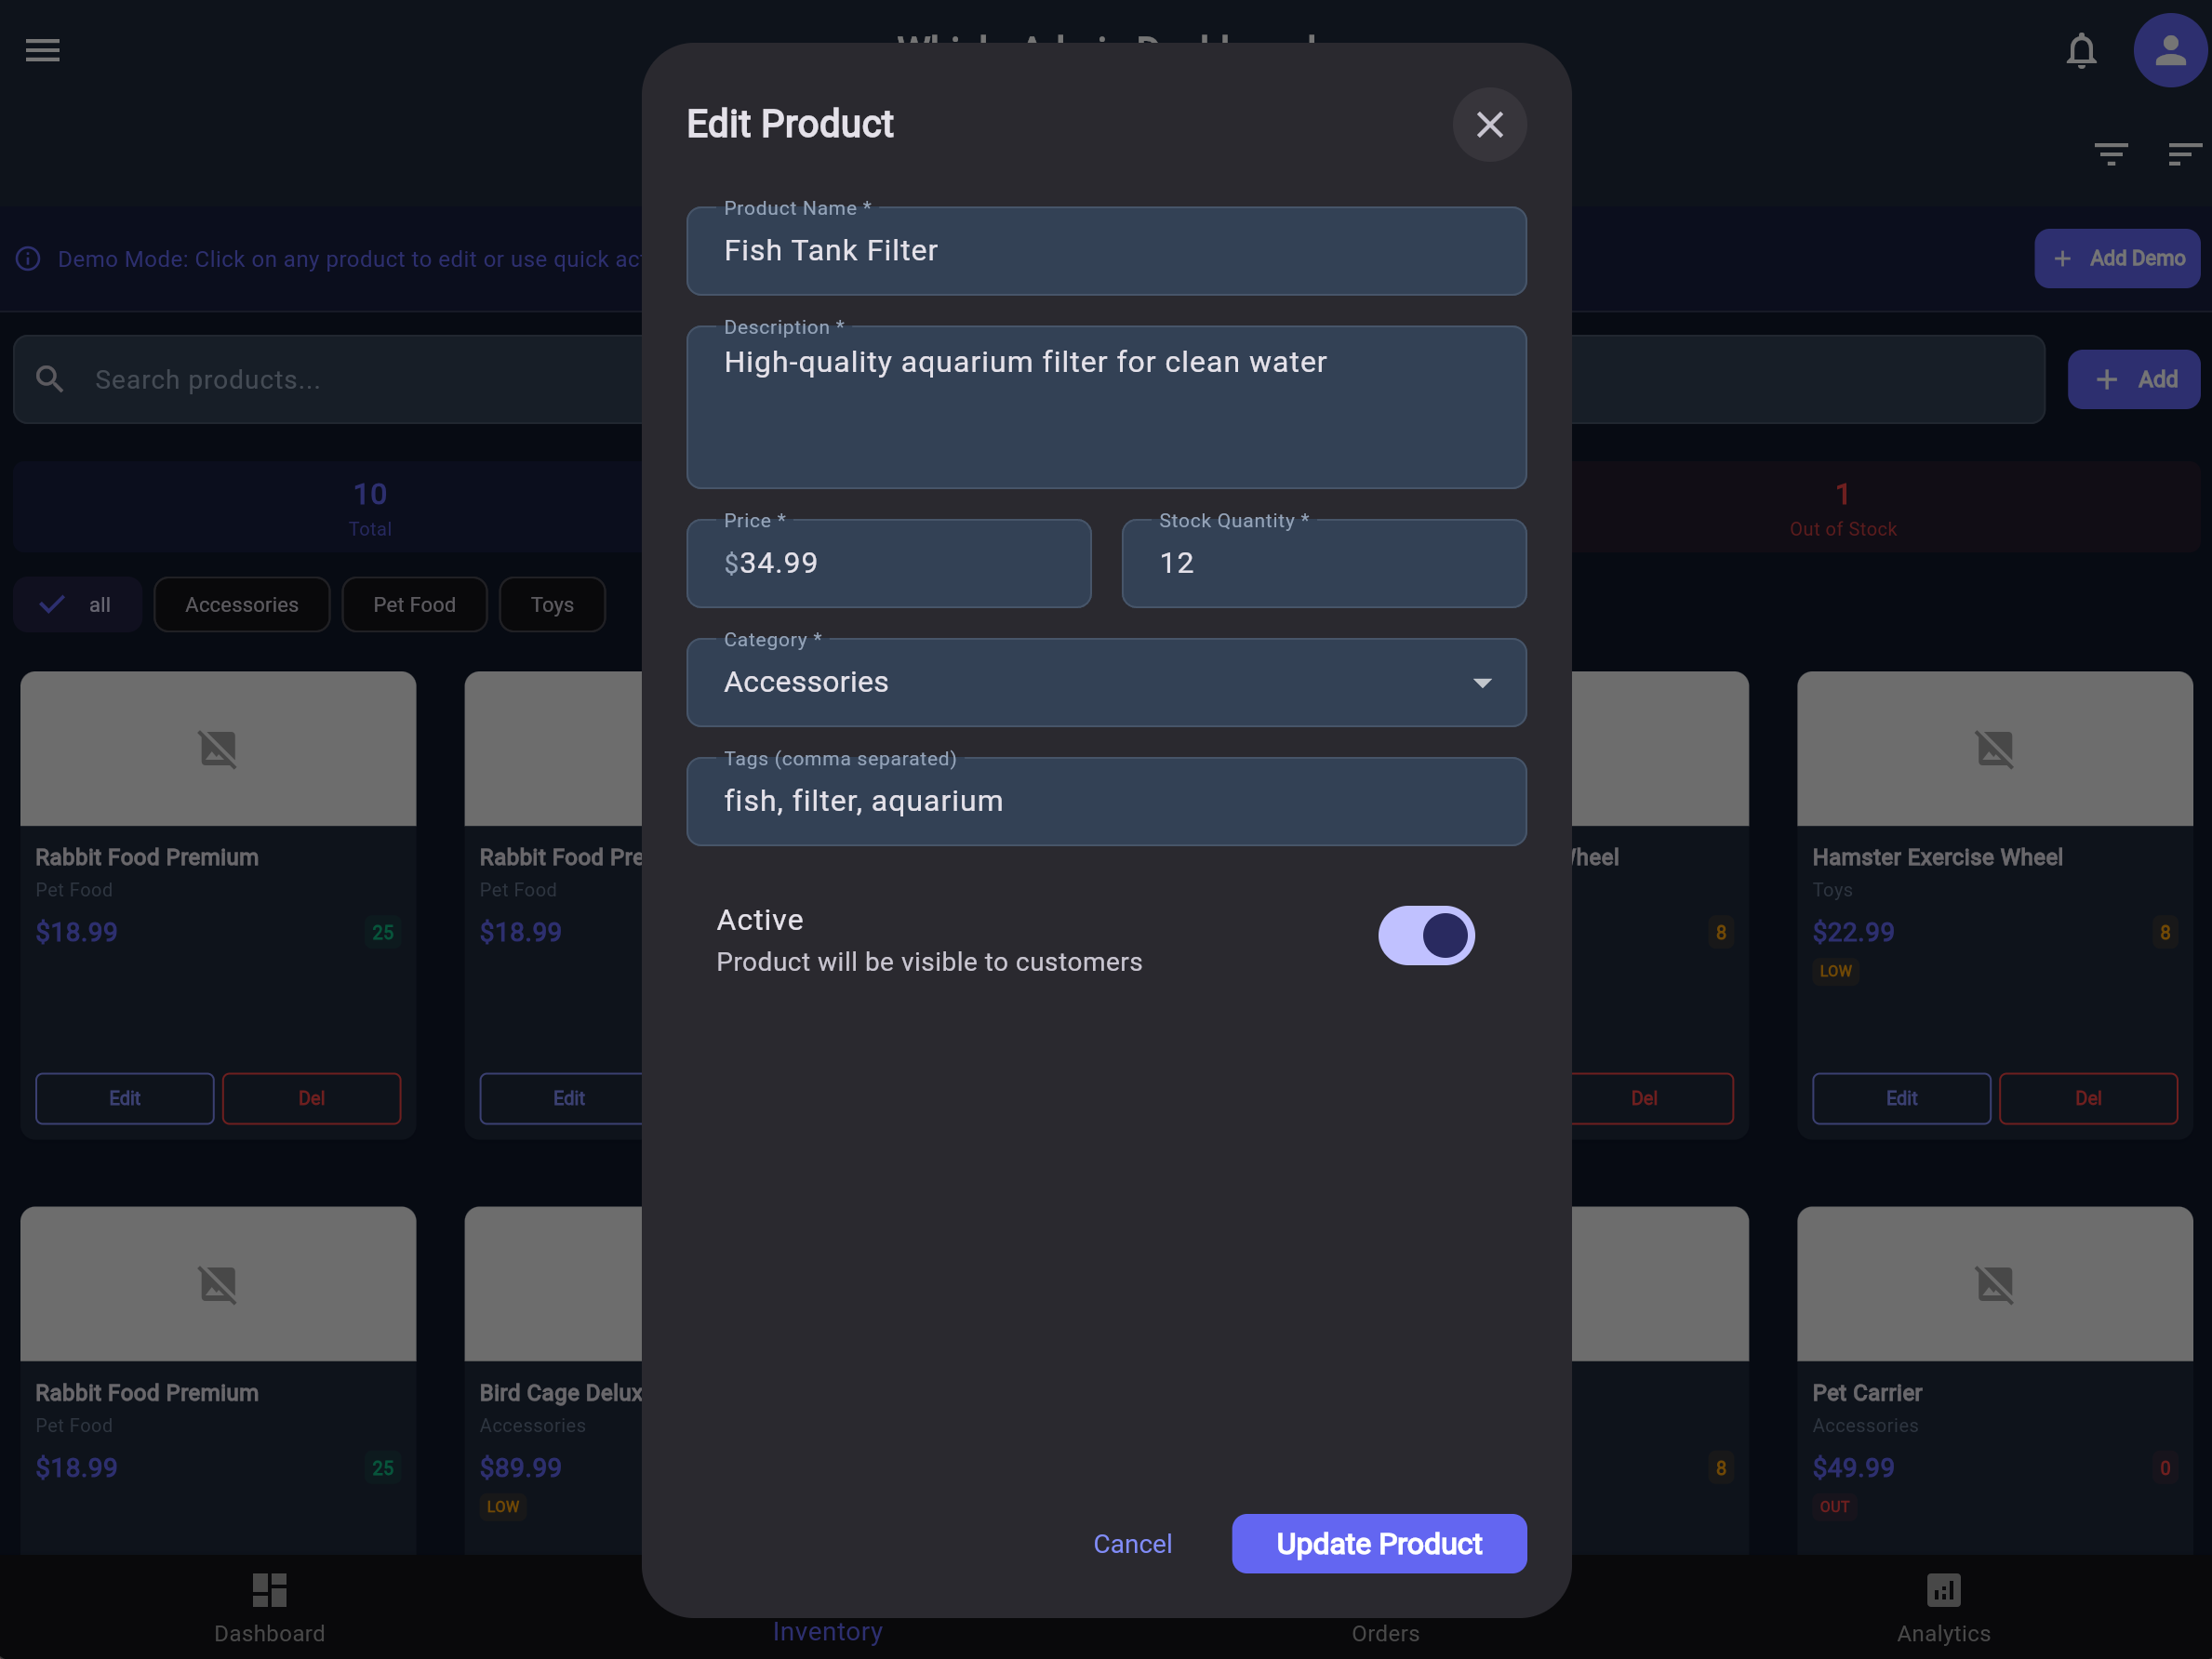 Edit Product
Product Name *
Fish Tank Filter
Description *
High-quality aquarium filter for clean water
Price *
$34.99
Stock Quantity *
12
Category *
Accessories
Tags (comma separated)
fish, filter, aquarium
Active
Product will be visible to customers
Cancel
Update Product
Demo Mode: Click on any product to edit or use quick
Add Demo
Search products...
Add
10
Total
1
Out of Stock
all
Accessories
Pet Food
Toys
Rabbit Food Premium
Pet Food
$18.99
25
Edit
Del
Rabbit Food Pre
Pet Food
$18.99
Edit
heel
8
Del
Hamster Exercise Wheel
Toys
$22.99
8
LOW
Edit
Del
Rabbit Food Premium
Pet Food
$18.99
25
Bird Cage Delux
Accessories
$89.99
LOW
8
Pet Carrier
Accessories
$49.99
0
OUT
Dashboard
Inventory
Orders
Analytics